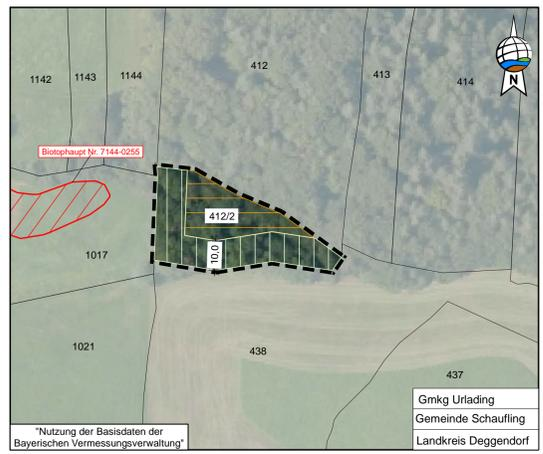 412
413
414
1142
1143
1144
N
Biotophaupt Nr. 7144-0255
412/2
10,0
1017
1021
438
437
Gmkg Urlading
Gemeinde Schaufling
Landkreis Deggendorf
"Nutzung der Basisdaten der
Bayerischen Vermessungsverwaltung"